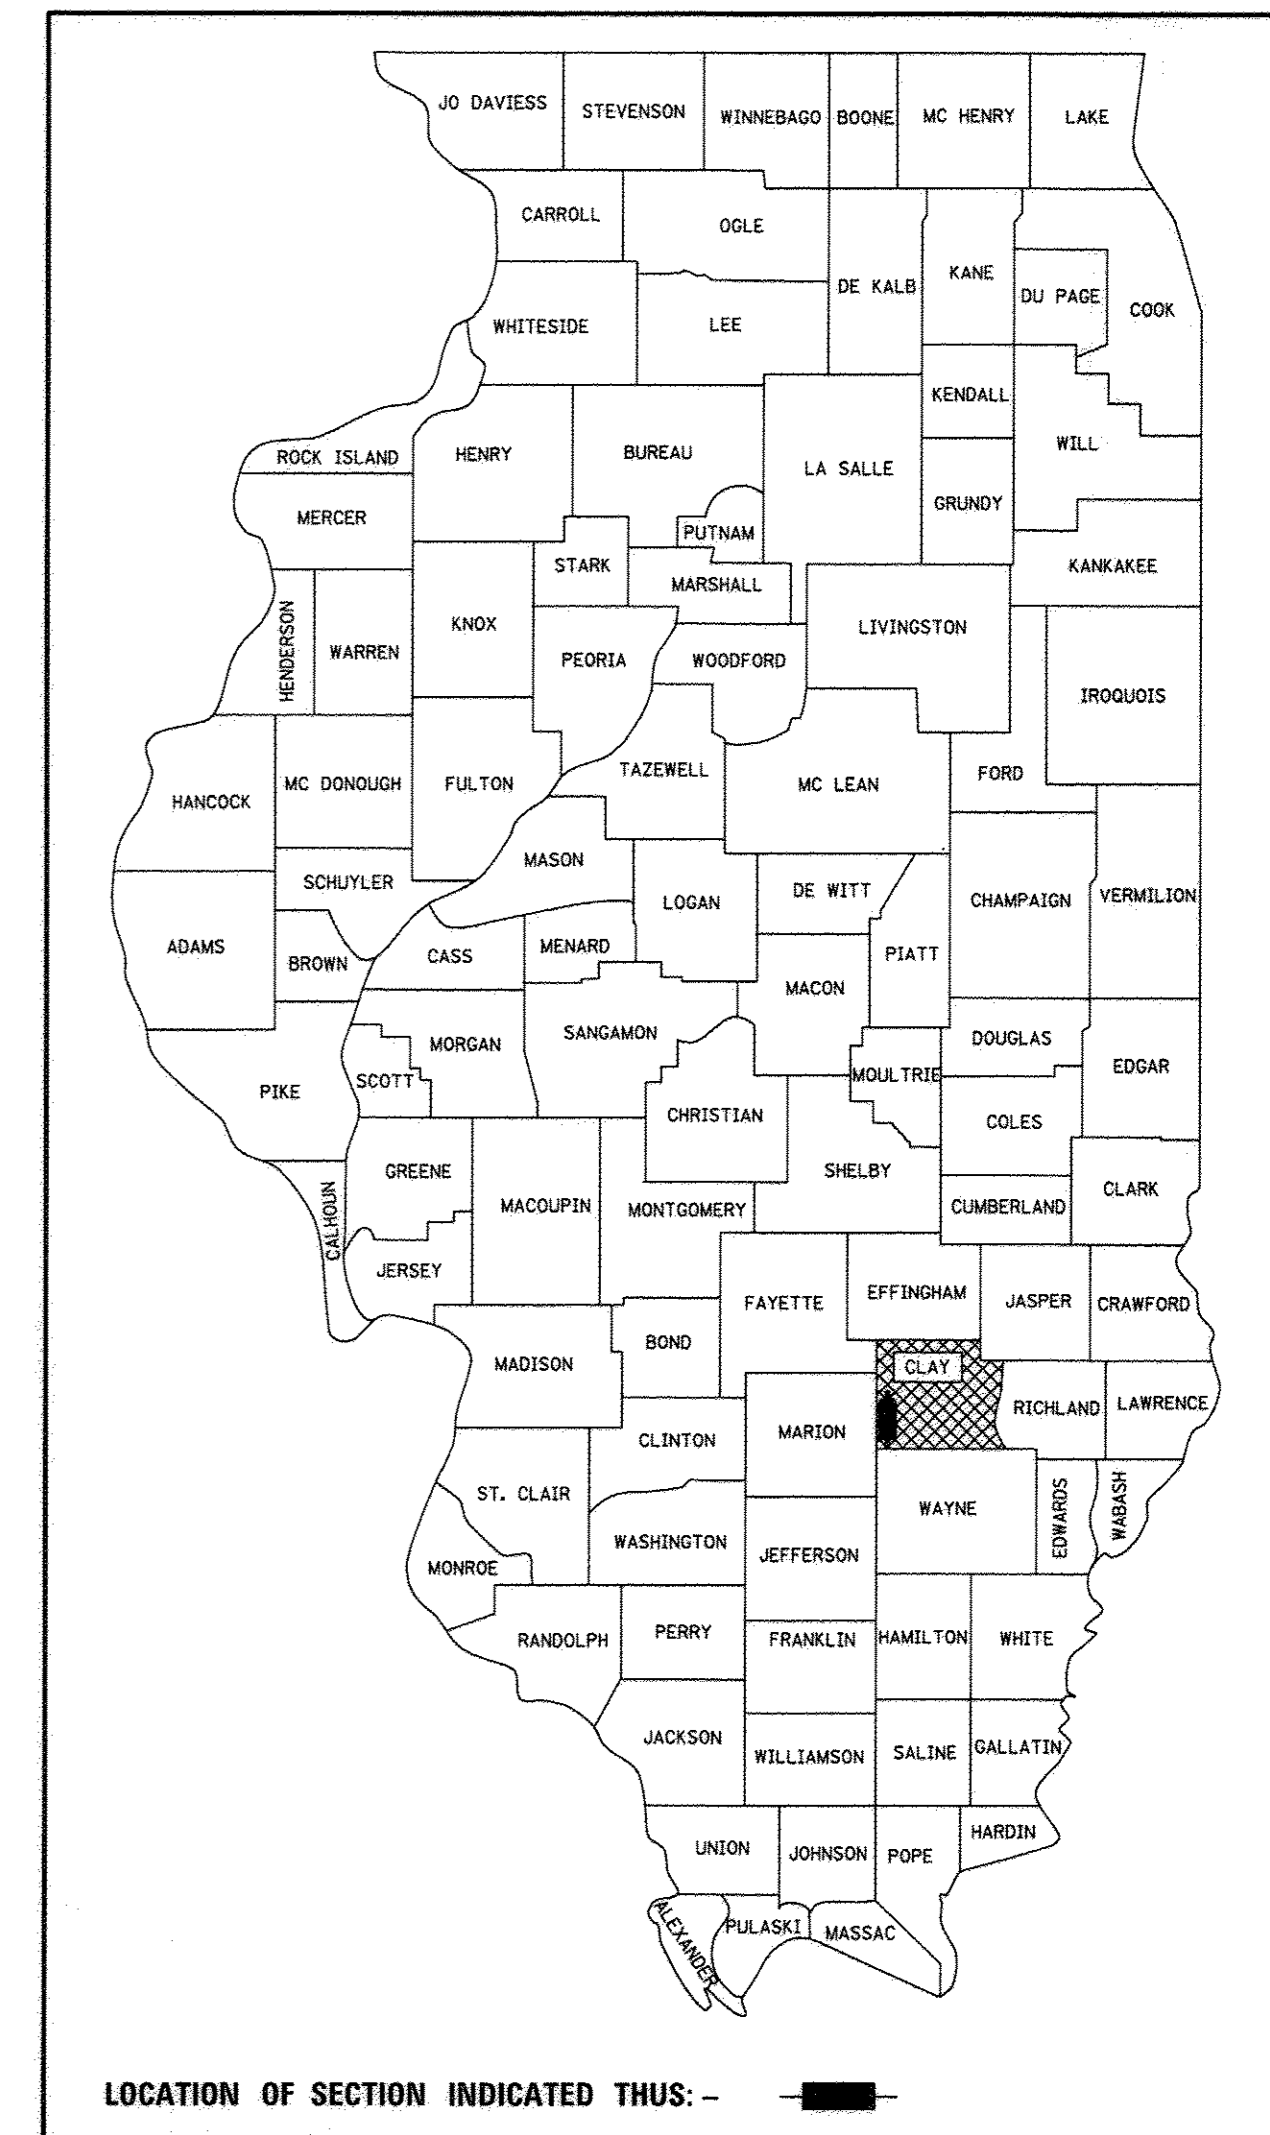 JO DAVIESS
STEVENSON
WINNEBAGO
BOONE
MC HENRY
LAKE
CARROLL
OGLE
DE KALB
KANE
DU PAGE
COOK
WHITESIDE
LEE
KENDALL
WILL
ROCK ISLAND
HENRY
BUREAU
LA SALLE
GRUNDY
MERCER
PUTNAM
STARK
MARSHALL
KANKAKEE
HENDERSON
WARREN
KNOX
PEORIA
WOODFORD
LIVINGSTON
IROQUOIS
HANCOCK
MC DONOUGH
FULTON
TAZEWELL
MC LEAN
FORD
SCHUYLER
MASON
LOGAN
DE WITT
CHAMPAIGN
VERMILION
ADAMS
BROWN
CASS
MENARD
PIATT
MACON
PIKE
SCOTT
MORGAN
SANGAMON
MOULTRIE
DOUGLAS
EDGAR
CHRISTIAN
COLES
GREENE
MACOUPIN
MONTGOMERY
SHELBY
CUMBERLAND
CLARK
CALHOUN
JERSEY
FAYETTE
EFFINGHAM
JASPER
CRAWFORD
MADISON
BOND
CLAY
RICHLAND
LAWRENCE
CLINTON
MARION
ST. CLAIR
WASHINGTON
JEFFERSON
WAYNE
EDWARDS
WABASH
MONROE
RANDOLPH
PERRY
FRANKLIN
HAMILTON
WHITE
JACKSON
WILLIAMSON
SALINE
GALLATIN
UNION
JOHNSON
POPE
HARDIN
ALEXANDER
PULASKI
MASSAC
LOCATION OF SECTION INDICATED THUS: –